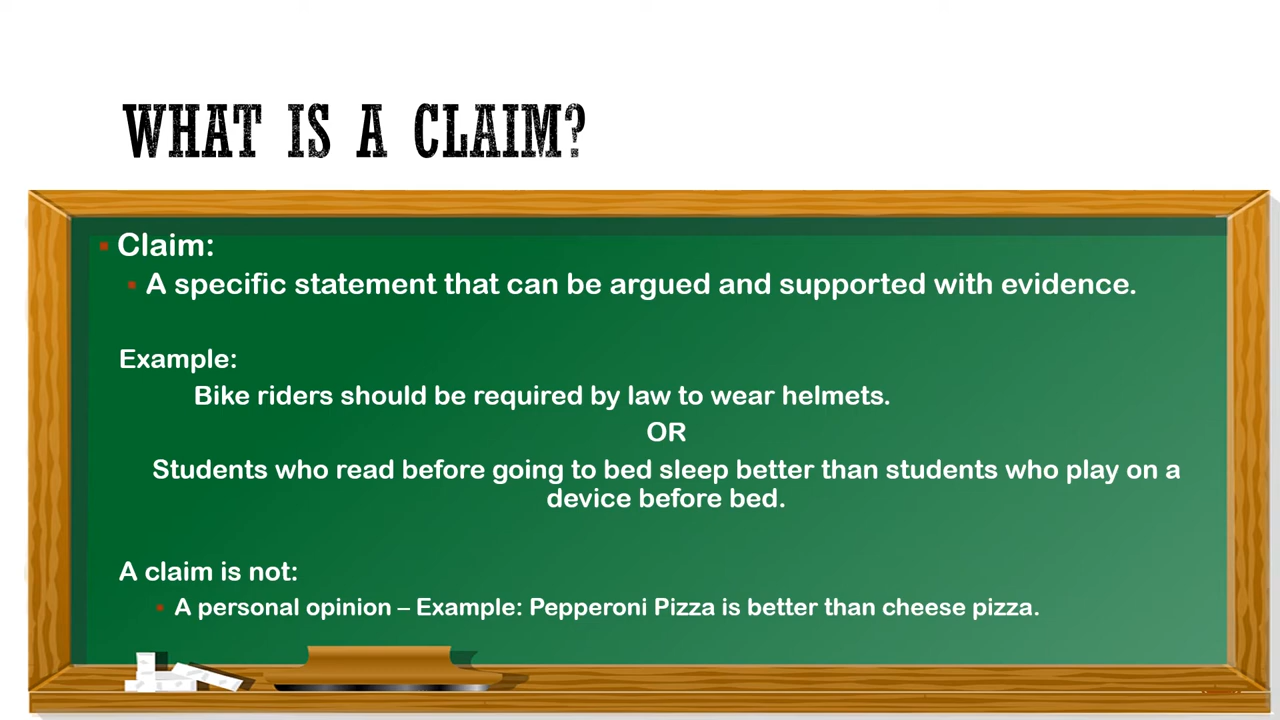 WHAT IS A CLAIM?
Claim:
A specific statement that can be argued and supported with evidence.
Example:
Bike riders should be required by law to wear helmets.
OR
Students who read before going to bed sleep better than students who play on a
device before bed.
A claim is not:
A personal opinion – Example: Pepperoni Pizza is better than cheese pizza.